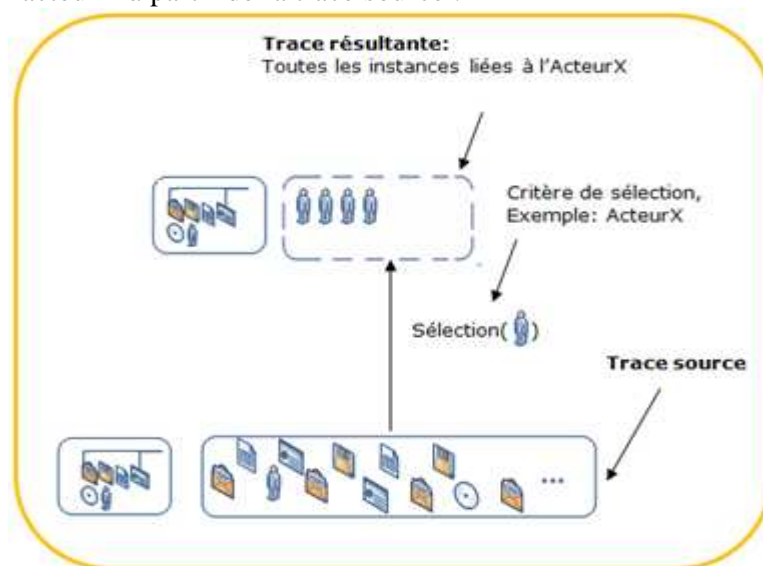 Trace résultante:
Toutes les instances liées à l'ActeurX
Critère de sélection,
Exemple: ActeurX
Sélection( )
Trace source
...